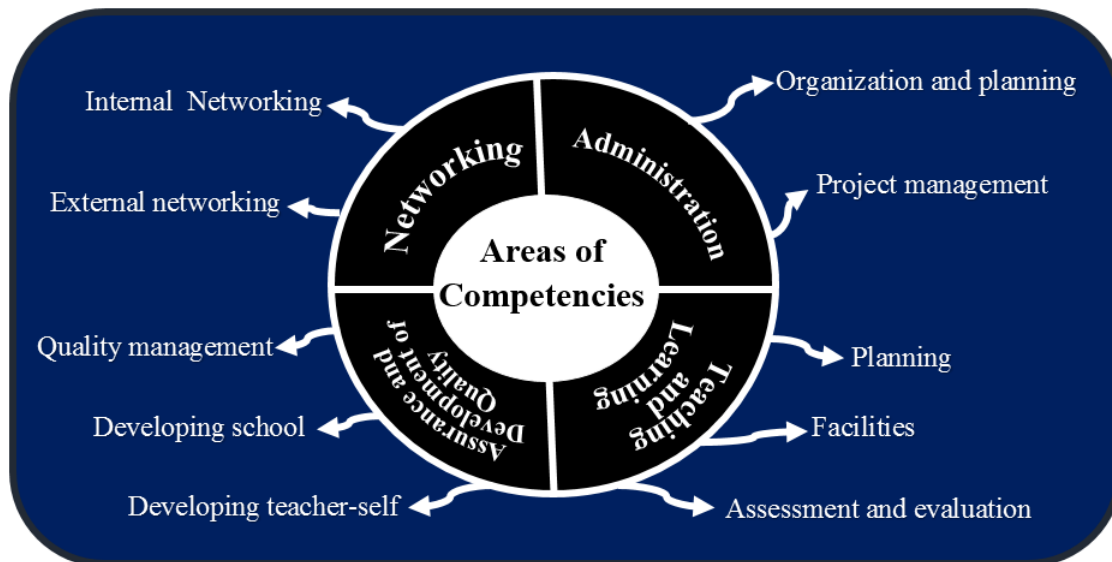 Areas of
Competencies
Networking
Internal Networking
External networking
Administration
Organization and planning
Project management
Teaching
and
Learning
Planning
Facilities
Assessment and evaluation
Assurance and
Development of
Quality
Quality management
Developing school
Developing teacher-self